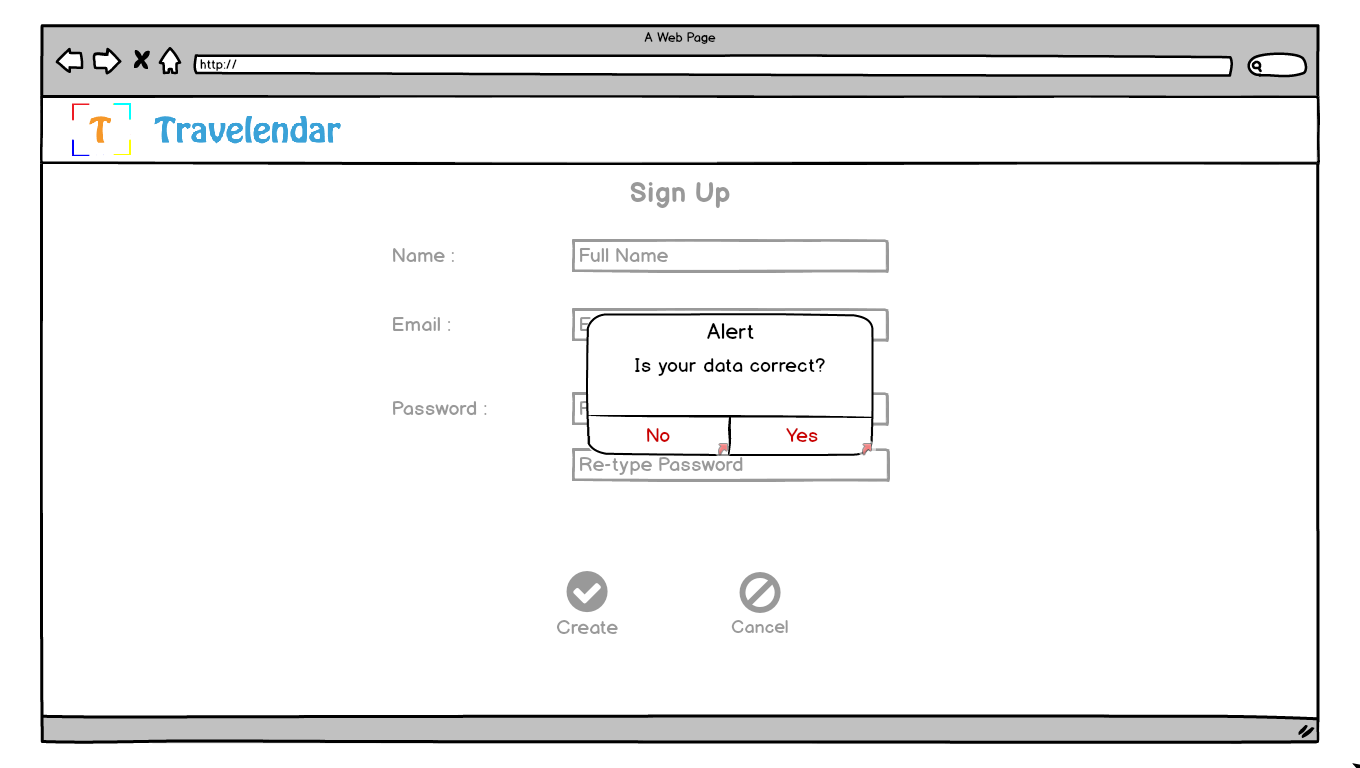 A Web Page
http://
T Travelendar
Sign Up
Name : Full Name
Email :
Alert
Is your data correct?
Password :
No Yes
Re-type Password
Create Cancel